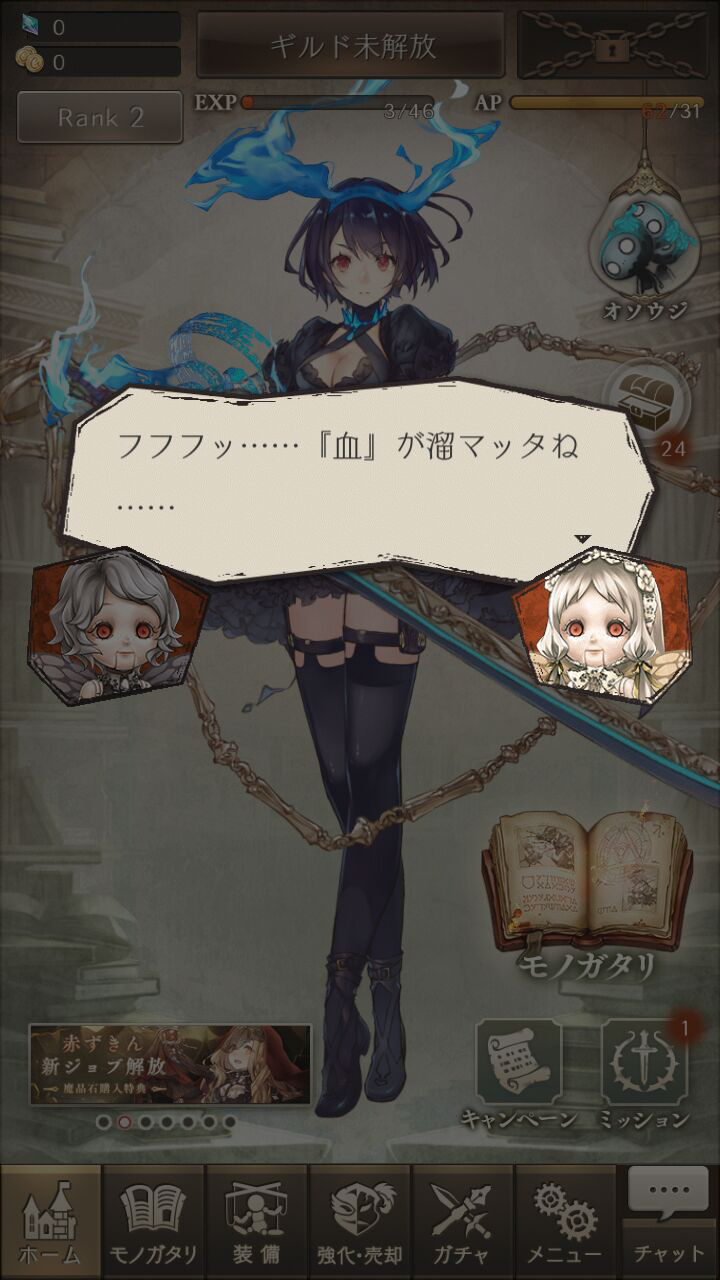 0
ギルド未解放
0
Rank 2
EXP
3/46
AP
62/31
オソウジ
24
フフフッ……『血』が溜マッタね
……
モノガタリ
赤ずきん
新ジョブ解放
魔晶石購入特典
1
キャンペーン
ミッション
ホーム
モノガタリ
装備
強化・売却
ガチャ
メニュー
チャット